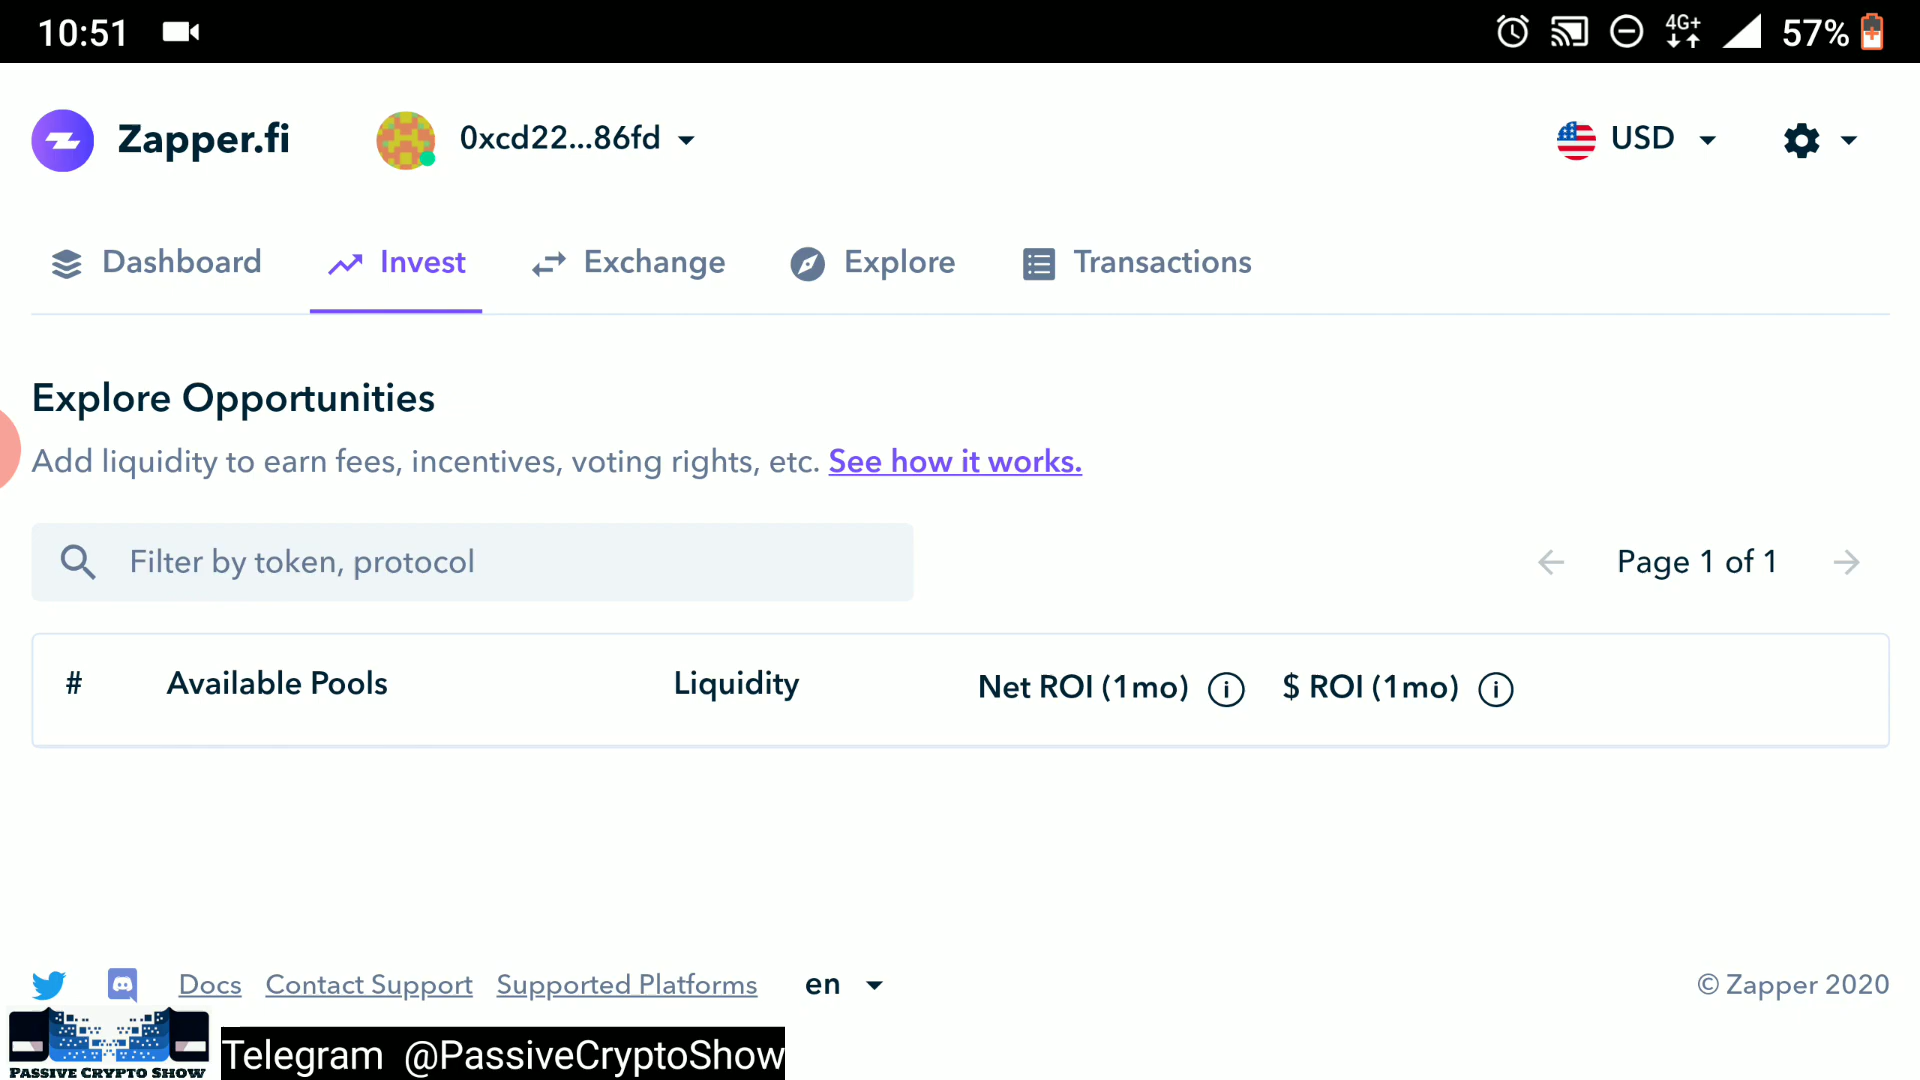 10:51 4G+ 57%
Zapper.fi 0xcd22...86fd USD
Dashboard Invest Exchange Explore Transactions
Explore Opportunities
Add liquidity to earn fees, incentives, voting rights, etc. See how it works.
Filter by token, protocol Page 1 of 1
# Available Pools Liquidity Net ROI (1mo) $ ROI (1mo)
Docs Contact Support Supported Platforms en © Zapper 2020
PASSIVE CRYPTO SHOW
Telegram @PassiveCryptoShow